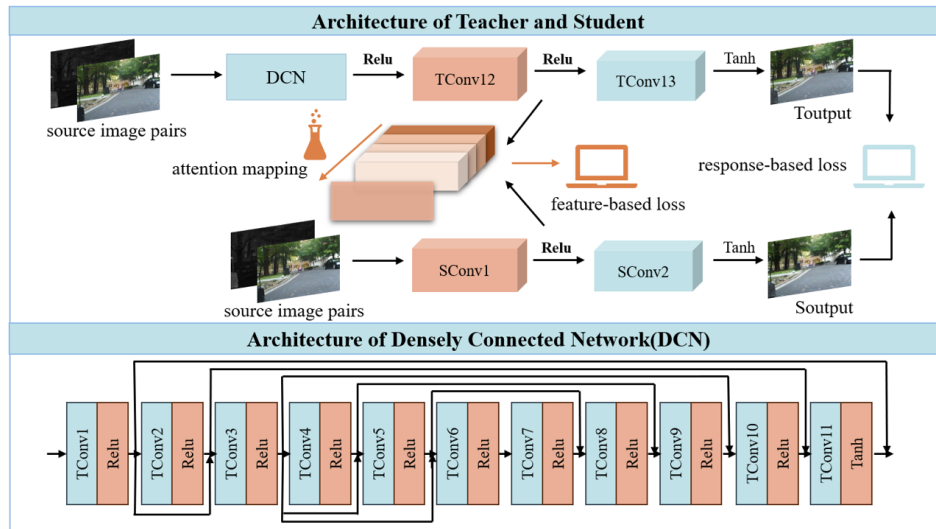 Architecture of Teacher and Student
DCN
Relu
TConv12
Relu
TConv13
Tanh
Toutput
source image pairs
attention mapping
feature-based loss
response-based loss
source image pairs
SConv1
Relu
SConv2
Tanh
Soutput
Architecture of Densely Connected Network(DCN)
TConv1
Relu
TConv2
Relu
TConv3
Relu
TConv4
Relu
TConv5
Relu
TConv6
Relu
TConv7
Relu
TConv8
Relu
TConv9
Relu
TConv10
Relu
TConv11
Tanh